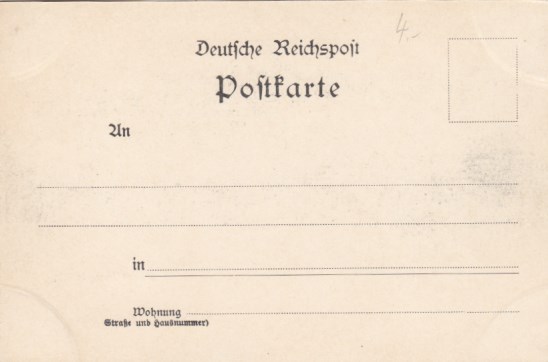 4.-
Deutsche Reichspost
Postkarte
An
in
Wohnung
Straße und Hausnummer)